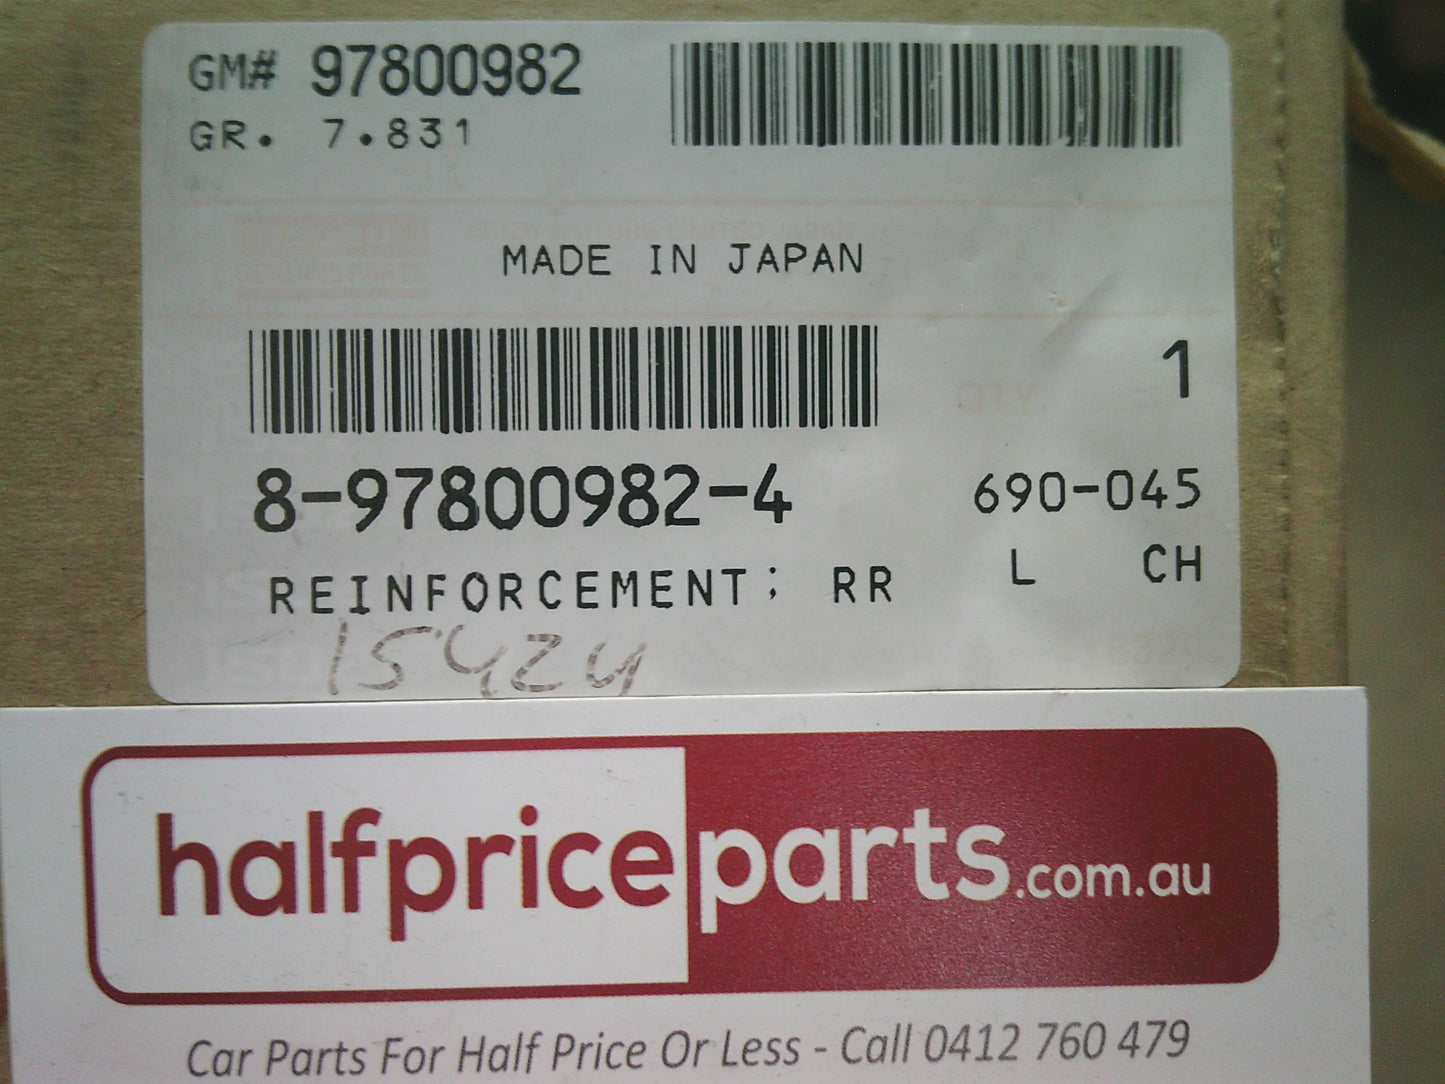 GM# 97800982
GR. 7.831
MADE IN JAPAN
QTY.
1
8-97800982-4
690-045
REINFORCEMENT; RR
L CH
halfpriceparts.com.au
Car Parts For Half Price Or Less - Call 0412 760 479